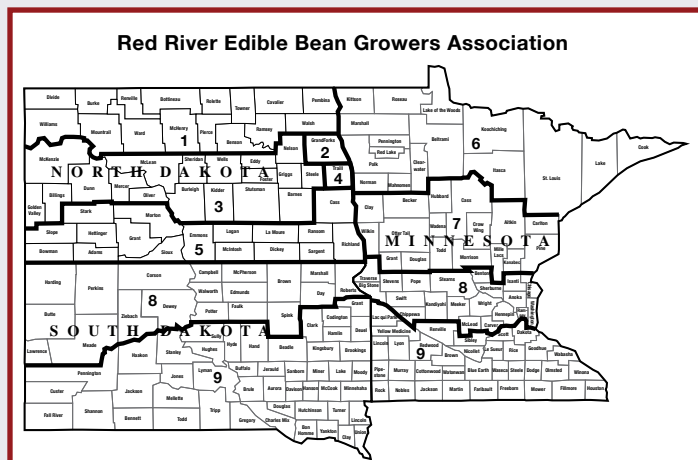 Red River Edible Bean Growers Association
Divide
Burke
Renville
Bottineau
Rolette
Towner
Cavalier
Pembina
Williams
Mountrail
Ward
McHenry
Pierce
Benson
Ramsey
Walsh
Nelson
GrandForks
1
2
McKenzie
McLean
Sheridan
Wells
Eddy
Foster
Griggs
Steele
Traill
4
NORTH DAKOTA
Dunn
Mercer
Oliver
Burleigh
Kidder
Stutsman
Barnes
Cass
3
Billings
Golden
Valley
Stark
Morton
Slope
Hettinger
Grant
Sioux
Emmons
Logan
La Moure
Ransom
Richland
Bowman
Adams
5
McIntosh
Dickey
Sargent
Kittson
Roseau
Lake of the Woods
Marshall
Koochiching
6
Pennington
Red Lake
Beltrami
Polk
Clear-
water
Itasca
St. Louis
Lake
Cook
Norman
Mahnomen
Clay
Becker
Hubbard
Cass
Aitkin
Carlton
Wilkin
Otter Tail
Wadena
7
Crow
Wing
Pine
MINNESOTA
Todd
Mille
Lacs
Kanabec
Grant
Douglas
Morrison
Traverse
Big Stone
Stevens
Pope
Stearns
Benton
Sherburne
Isanti
8
Swift
Kandiyohi
Meeker
Wright
Anoka
Chippewa
Hennepin
Lac qui Parle
McLeod
Carver
Yellow Medicine
Renville
Sibley
Scott
Dakota
Lincoln
Lyon
Redwood
9
Brown
Nicollet
Le Sueur
Rice
Goodhue
Wabasha
Pipe-
stone
Murray
Cottonwood
Watonwan
Blue Earth
Waseca
Steele
Dodge
Olmsted
Winona
Rock
Nobles
Jackson
Martin
Faribault
Freeborn
Mower
Fillmore
Houston
Harding
Perkins
Corson
Campbell
McPherson
Brown
Marshall
Roberts
Walworth
Edmunds
Day
8
Dewey
Butte
Ziebach
Potter
Faulk
Spink
Grant
Clark
Codington
SOUTH DAKOTA
Hamlin
Deuel
Lawrence
Meade
Haakon
Stanley
Sully
Hughes
Hyde
Hand
Beadle
Kingsbury
Brookings
Pennington
Jones
Lyman
9
Buffalo
Jerauld
Sanborn
Miner
Lake
Moody
Custer
Jackson
Mellette
Brule
Aurora
Davison
Hanson
McCook
Minnehaha
Fall River
Shannon
Bennett
Todd
Tripp
Gregory
Douglas
Charles Mix
Hutchinson
Turner
Lincoln
Bon
Homme
Yankton
Clay
Union